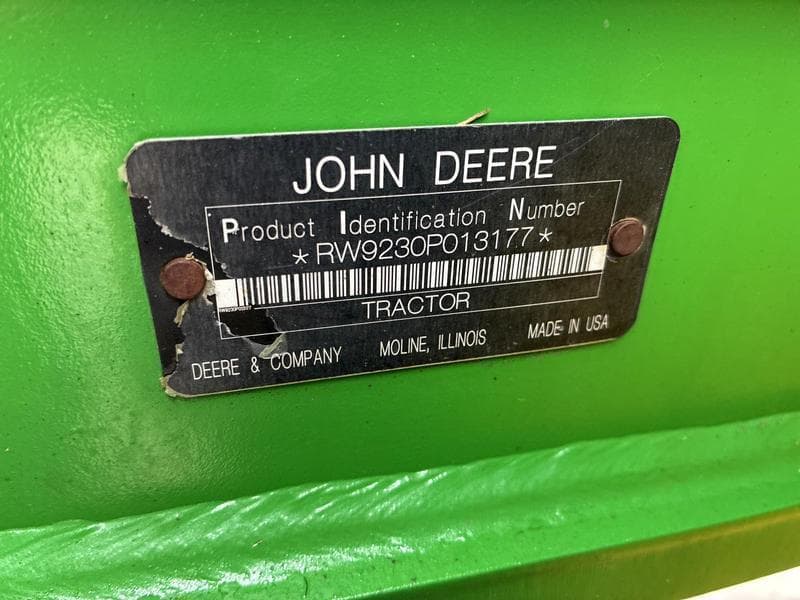 JOHN DEERE
Product Identification Number
*RW9230P013177*
TRACTOR
DEERE & COMPANY MOLINE, ILLINOIS MADE IN USA